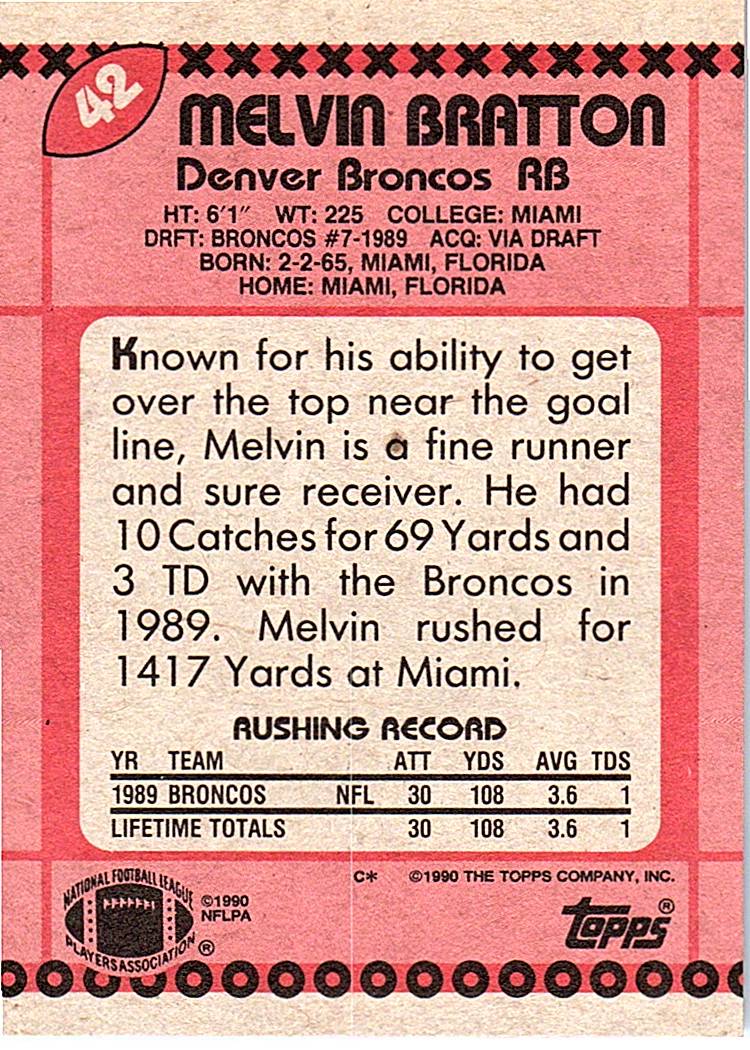 42
MELVIN BRATTON
Denver Broncos RB
HT: 6'1" WT: 225 COLLEGE: MIAMI
DRFT: BRONCOS #7-1989 ACQ: VIA DRAFT
BORN: 2-2-65, MIAMI, FLORIDA
HOME: MIAMI, FLORIDA
Known for his ability to get
over the top near the goal
line, Melvin is a fine runner
and sure receiver. He had
10 Catches for 69 Yards and
3 TD with the Broncos in
1989. Melvin rushed for
1417 Yards at Miami.
RUSHING RECORD
YR TEAM ATT YDS AVG TDS
1989 BRONCOS NFL 30 108 3.6 1
LIFETIME TOTALS 30 108 3.6 1
C* ©1990 THE TOPPS COMPANY, INC.
NATIONAL FOOTBALL LEAGUE
PLAYERS ASSOCIATION ®
©1990
NFLPA
topps ®